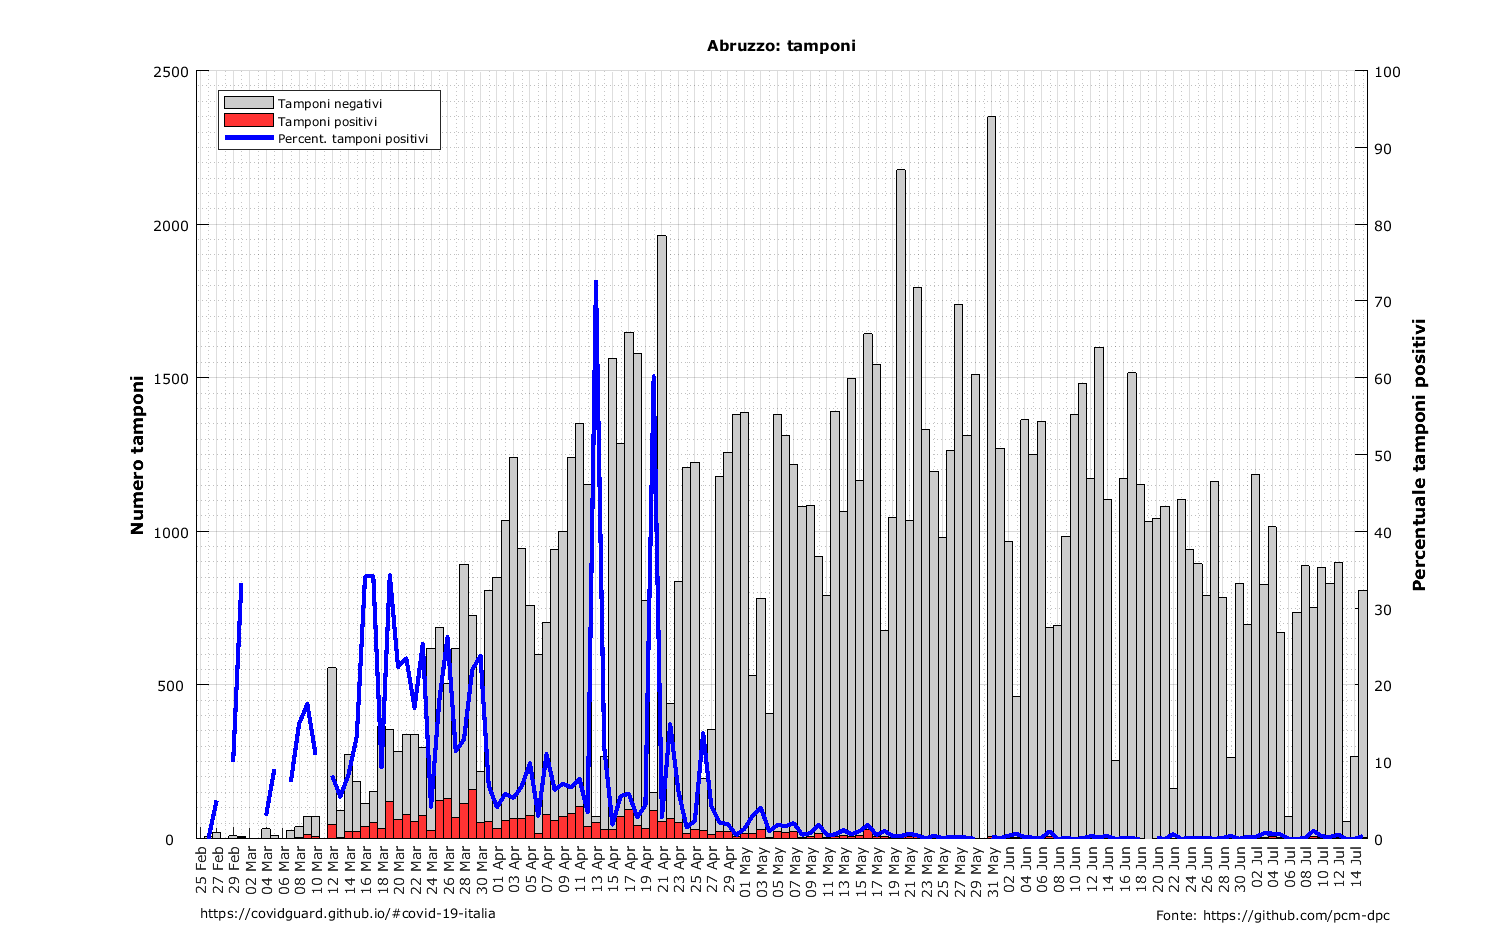 Abruzzo: tamponi
2500
2000
1500
1000
500
0
Numero tamponi
Tamponi negativi
Tamponi positivi
Percent. tamponi positivi
100
90
80
70
60
50
40
30
20
10
0
Percentuale tamponi positivi
25 Feb
27 Feb
29 Feb
02 Mar
04 Mar
06 Mar
08 Mar
10 Mar
12 Mar
14 Mar
16 Mar
18 Mar
20 Mar
22 Mar
24 Mar
26 Mar
28 Mar
30 Mar
01 Apr
03 Apr
05 Apr
07 Apr
09 Apr
11 Apr
13 Apr
15 Apr
17 Apr
19 Apr
21 Apr
23 Apr
25 Apr
27 Apr
29 Apr
01 May
03 May
05 May
07 May
09 May
11 May
13 May
15 May
17 May
19 May
21 May
23 May
25 May
27 May
29 May
31 May
02 Jun
04 Jun
06 Jun
08 Jun
10 Jun
12 Jun
14 Jun
16 Jun
18 Jun
20 Jun
22 Jun
24 Jun
26 Jun
28 Jun
30 Jun
02 Jul
04 Jul
06 Jul
08 Jul
10 Jul
12 Jul
14 Jul
https://covidguard.github.io/#covid-19-italia
Fonte: https://github.com/pcm-dpc